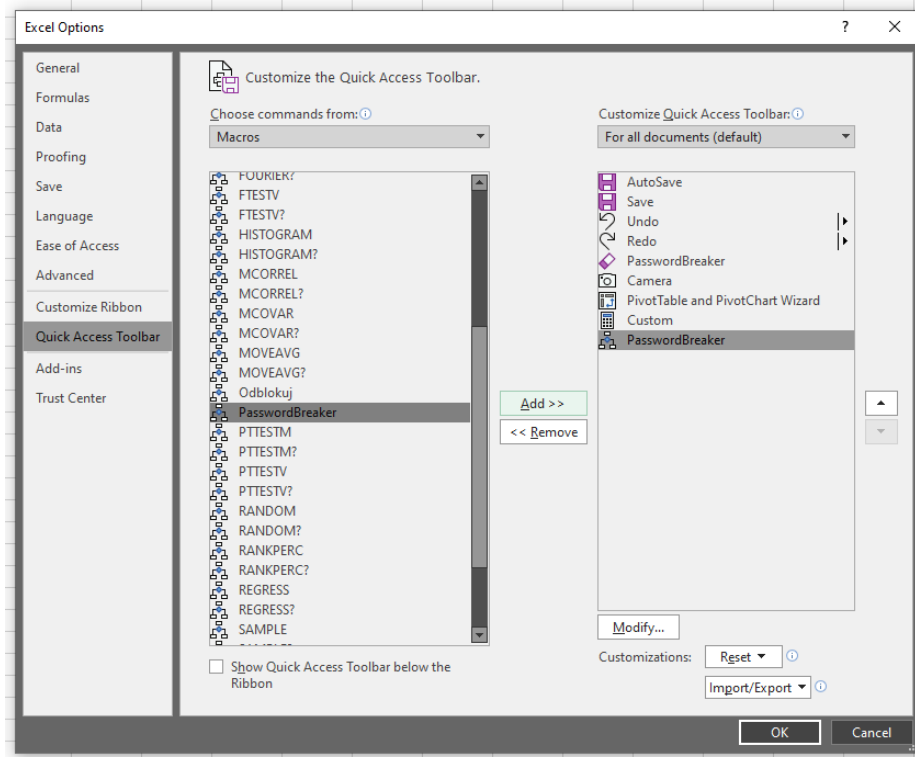 Excel Options
?
General
Formulas
Data
Proofing
Save
Language
Ease of Access
Advanced
Customize Ribbon
Quick Access Toolbar
Add-ins
Trust Center
Customize the Quick Access Toolbar.
Choose commands from:
Macros
FOURIER?
FTESTV
FTESTV?
HISTOGRAM
HISTOGRAM?
MCORREL
MCORREL?
MCOVAR
MCOVAR?
MOVEAVG
MOVEAVG?
Odblokuj
PasswordBreaker
PTTESTM
PTTESTM?
PTTESTV
PTTESTV?
RANDOM
RANDOM?
RANKPERC
RANKPERC?
REGRESS
REGRESS?
SAMPLE
Show Quick Access Toolbar below the
Ribbon
Add >>
<< Remove
Customize Quick Access Toolbar:
For all documents (default)
AutoSave
Save
Undo
Redo
PasswordBreaker
Camera
PivotTable and PivotChart Wizard
Custom
PasswordBreaker
Modify...
Customizations:
Reset
Import/Export
OK
Cancel